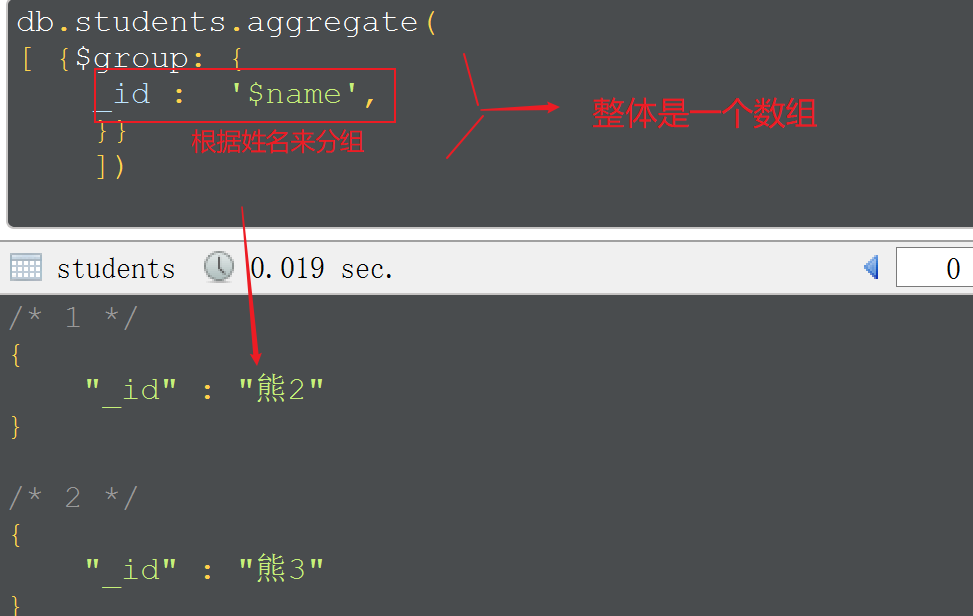 db.students.aggregate(
[ {$group: {
_id :  '$name',
}}
根据姓名来分组
整体是一个数组
])
students 0.019 sec. 0
/* 1 */
{
"_id" : "熊2"
}
/* 2 */
{
"_id" : "熊3"
}